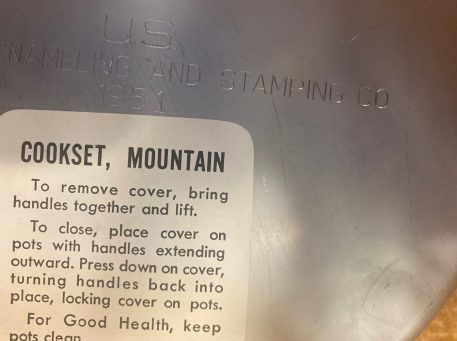 U.S.
ENAMELING AND STAMPING CO
1951
COOKSET, MOUNTAIN
To remove cover, bring
handles together and lift.
To close, place cover on
pots with handles extending
outward. Press down on cover,
turning handles back into
place, locking cover on pots.
For Good Health, keep
pots clean